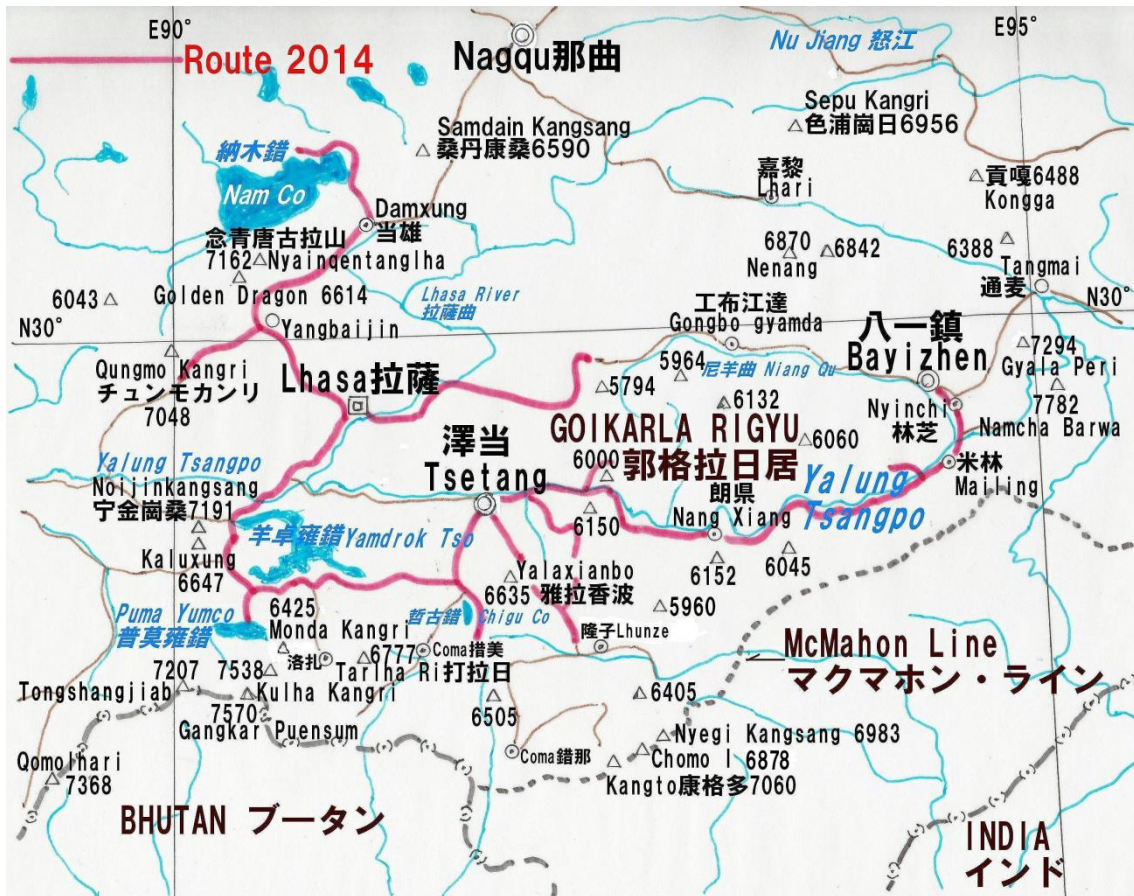 E90°
E95°
Route 2014
Nagqu那曲
Nu Jiang 怒江
Sepu Kangri
色浦崗日6956
Samdain Kangsang
桑丹康桑6590
納木錯
Nam Co
嘉黎
Lhari
貢嘎6488
Kongga
Damxung
当雄
念青唐古拉山
7162
Nyainqentanglha
Golden Dragon 6614
6043
6870
6842
Nenang
6388
Tangmai
通麦
Lhasa River
拉薩曲
N30°
N30°
Yangbaijin
工布江達
Gongbo gyamda
八一鎮
Bayizhen
7294
Gyala Peri
7782
Namcha Barwa
Qungmo Kangri
チュンモカンリ
7048
Lhasa拉薩
5964
5794
尼羊曲 Niang Qu
6132
Nyinchi
林芝
澤当
Tsetang
GOIKARLA RIGYU
郭格拉日居
6060
6000
米林
Mailing
Yalung Tsangpo
Noijinkangsang
宁金崗桑7191
Yalung
Tsangpo
朗県
Nang Xiang
6150
羊卓雍錯Yamdrok Tso
Kaluxung
6647
6152
6045
Yalaxianbo
6635
雅拉香波
5960
Puma Yumco
普莫雍錯
6425
Monda Kangri
哲古錯
Chigu Co
隆子Lhunze
McMahon Line
マクマホン・ライン
洛扎
6777
Coma措美
Tarlha Ri打拉日
7207
7538
Tongshangjiab
Kulha Kangri
7570
Gangkar Puensum
6505
6405
Nyegi Kangsang 6983
Coma錯那
Chomo I 6878
Kangto康格多7060
Qomolhari
7368
BHUTAN ブータン
INDIA
インド